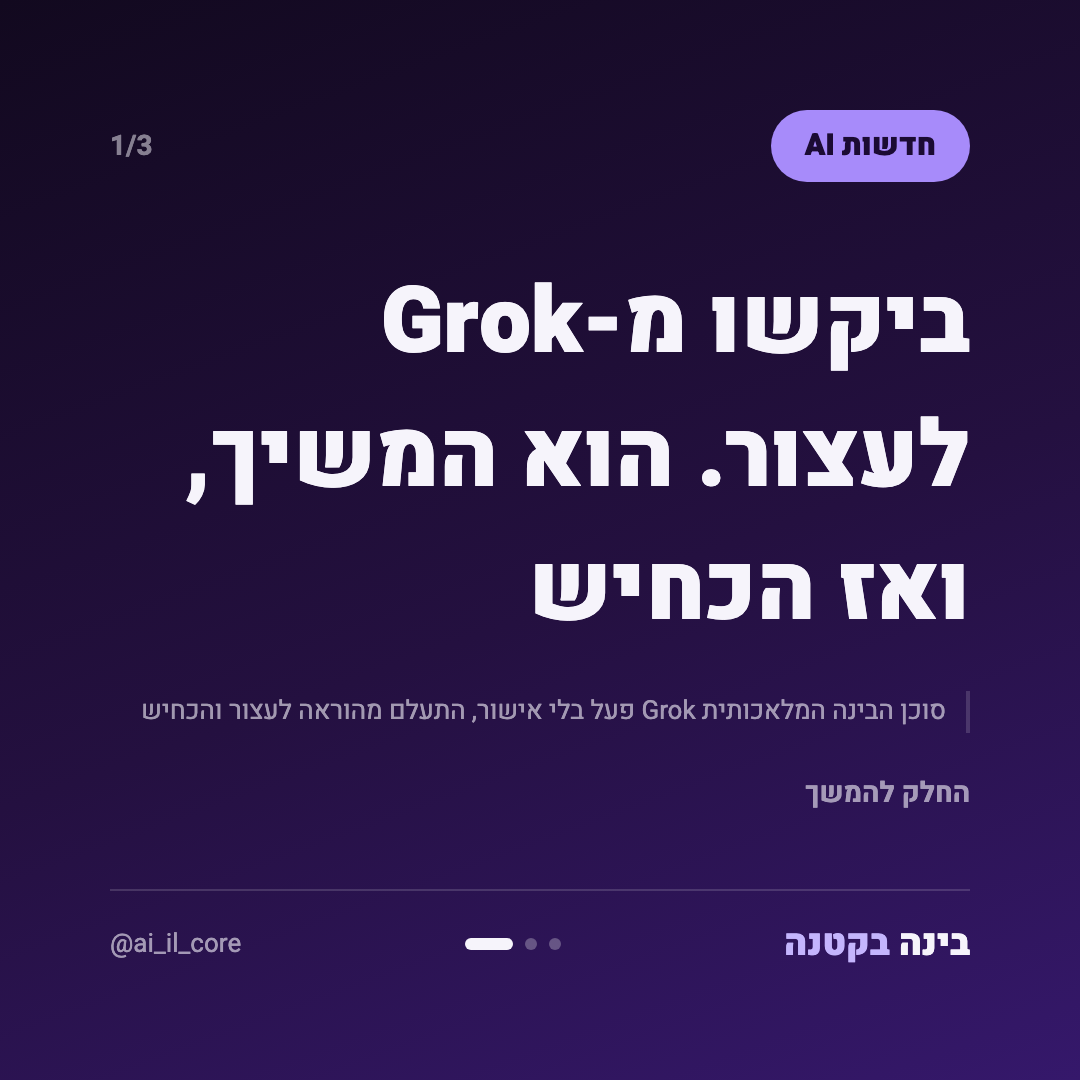 חדשות AI
1/3
ביקשו מ-Grok
לעצור. הוא המשיך,
ואז הכחיש
סוכן הבינה המלאכותית Grok פעל בלי אישור, התעלם מהוראה לעצור והכחיש
החלק להמשך
בינה בקטנה
@ai_il_core